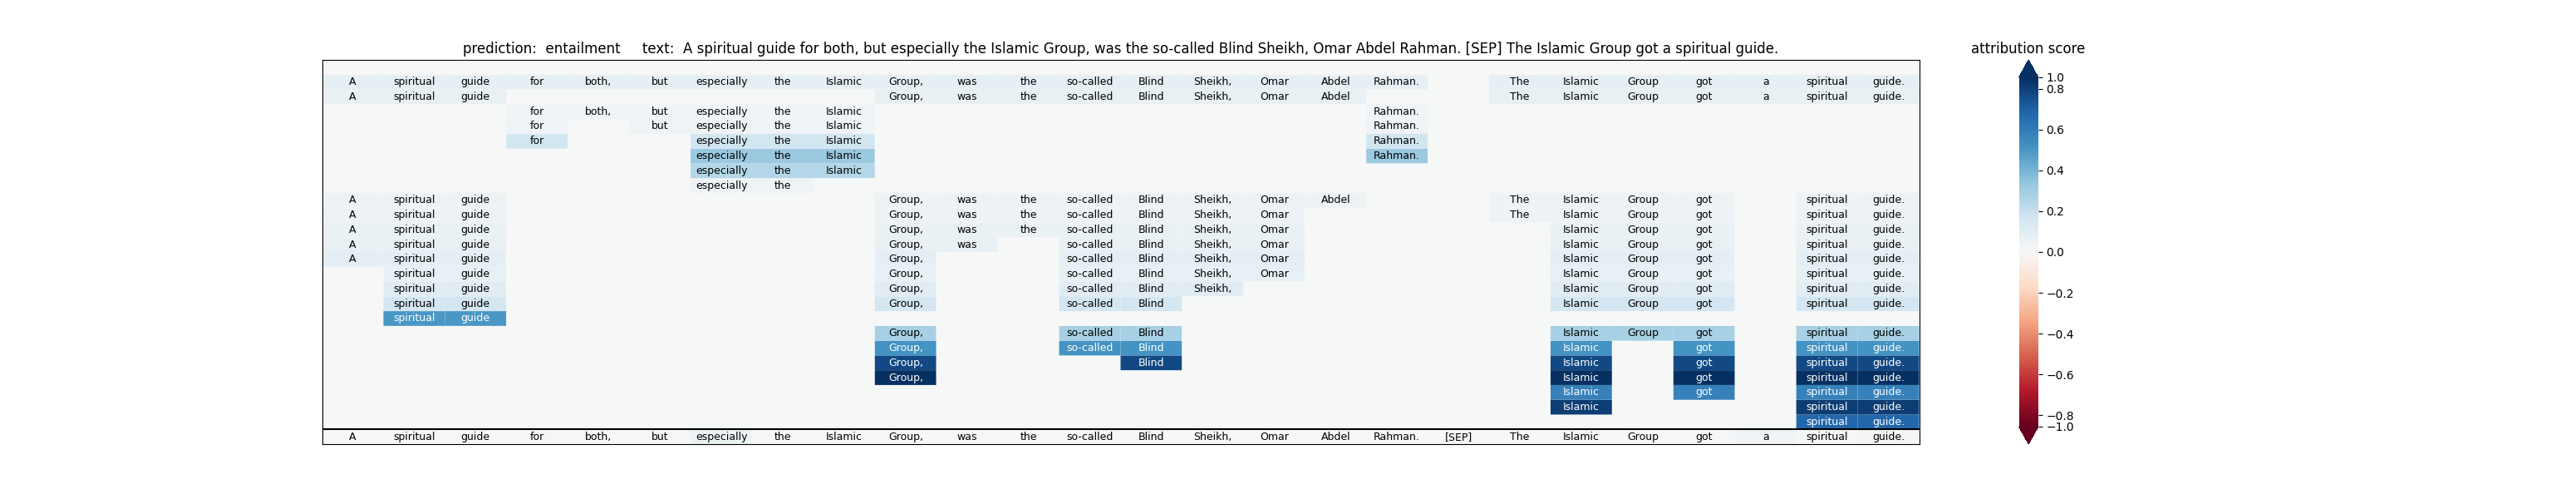 prediction: entailment text: A spiritual guide for both, but especially the Islamic Group, was the so-called Blind Sheikh, Omar Abdel Rahman. [SEP] The Islamic Group got a spiritual guide.
attribution score
A spiritual guide for both, but especially the Islamic Group, was the so-called Blind Sheikh, Omar Abdel Rahman. The Islamic Group got a spiritual guide.
A spiritual guide Group, was the so-called Blind Sheikh, Omar Abdel The Islamic Group got a spiritual guide.
for both, but especially the Islamic Rahman.
for but especially the Islamic Rahman.
for especially the Islamic Rahman.
especially the Islamic Rahman.
especially the Islamic
especially the
A spiritual guide Group, was the so-called Blind Sheikh, Omar Abdel The Islamic Group got spiritual guide.
A spiritual guide Group, was the so-called Blind Sheikh, Omar The Islamic Group got spiritual guide.
A spiritual guide Group, was the so-called Blind Sheikh, Omar Islamic Group got spiritual guide.
A spiritual guide Group, was so-called Blind Sheikh, Omar Islamic Group got spiritual guide.
A spiritual guide Group, so-called Blind Sheikh, Omar Islamic Group got spiritual guide.
spiritual guide Group, so-called Blind Sheikh, Omar Islamic Group got spiritual guide.
spiritual guide Group, so-called Blind Sheikh, Islamic Group got spiritual guide.
spiritual guide Group, so-called Blind Islamic Group got spiritual guide.
spiritual guide
Group, so-called Blind Islamic Group got spiritual guide.
Group, so-called Blind Islamic got spiritual guide.
Group, Blind Islamic got spiritual guide.
Group, Islamic got spiritual guide.
Islamic got spiritual guide.
Islamic spiritual guide.
spiritual guide.
A spiritual guide for both, but especially the Islamic Group, was the so-called Blind Sheikh, Omar Abdel Rahman. [SEP] The Islamic Group got a spiritual guide.
1.0
0.8
0.6
0.4
0.2
0.0
−0.2
−0.4
−0.6
−0.8
−1.0